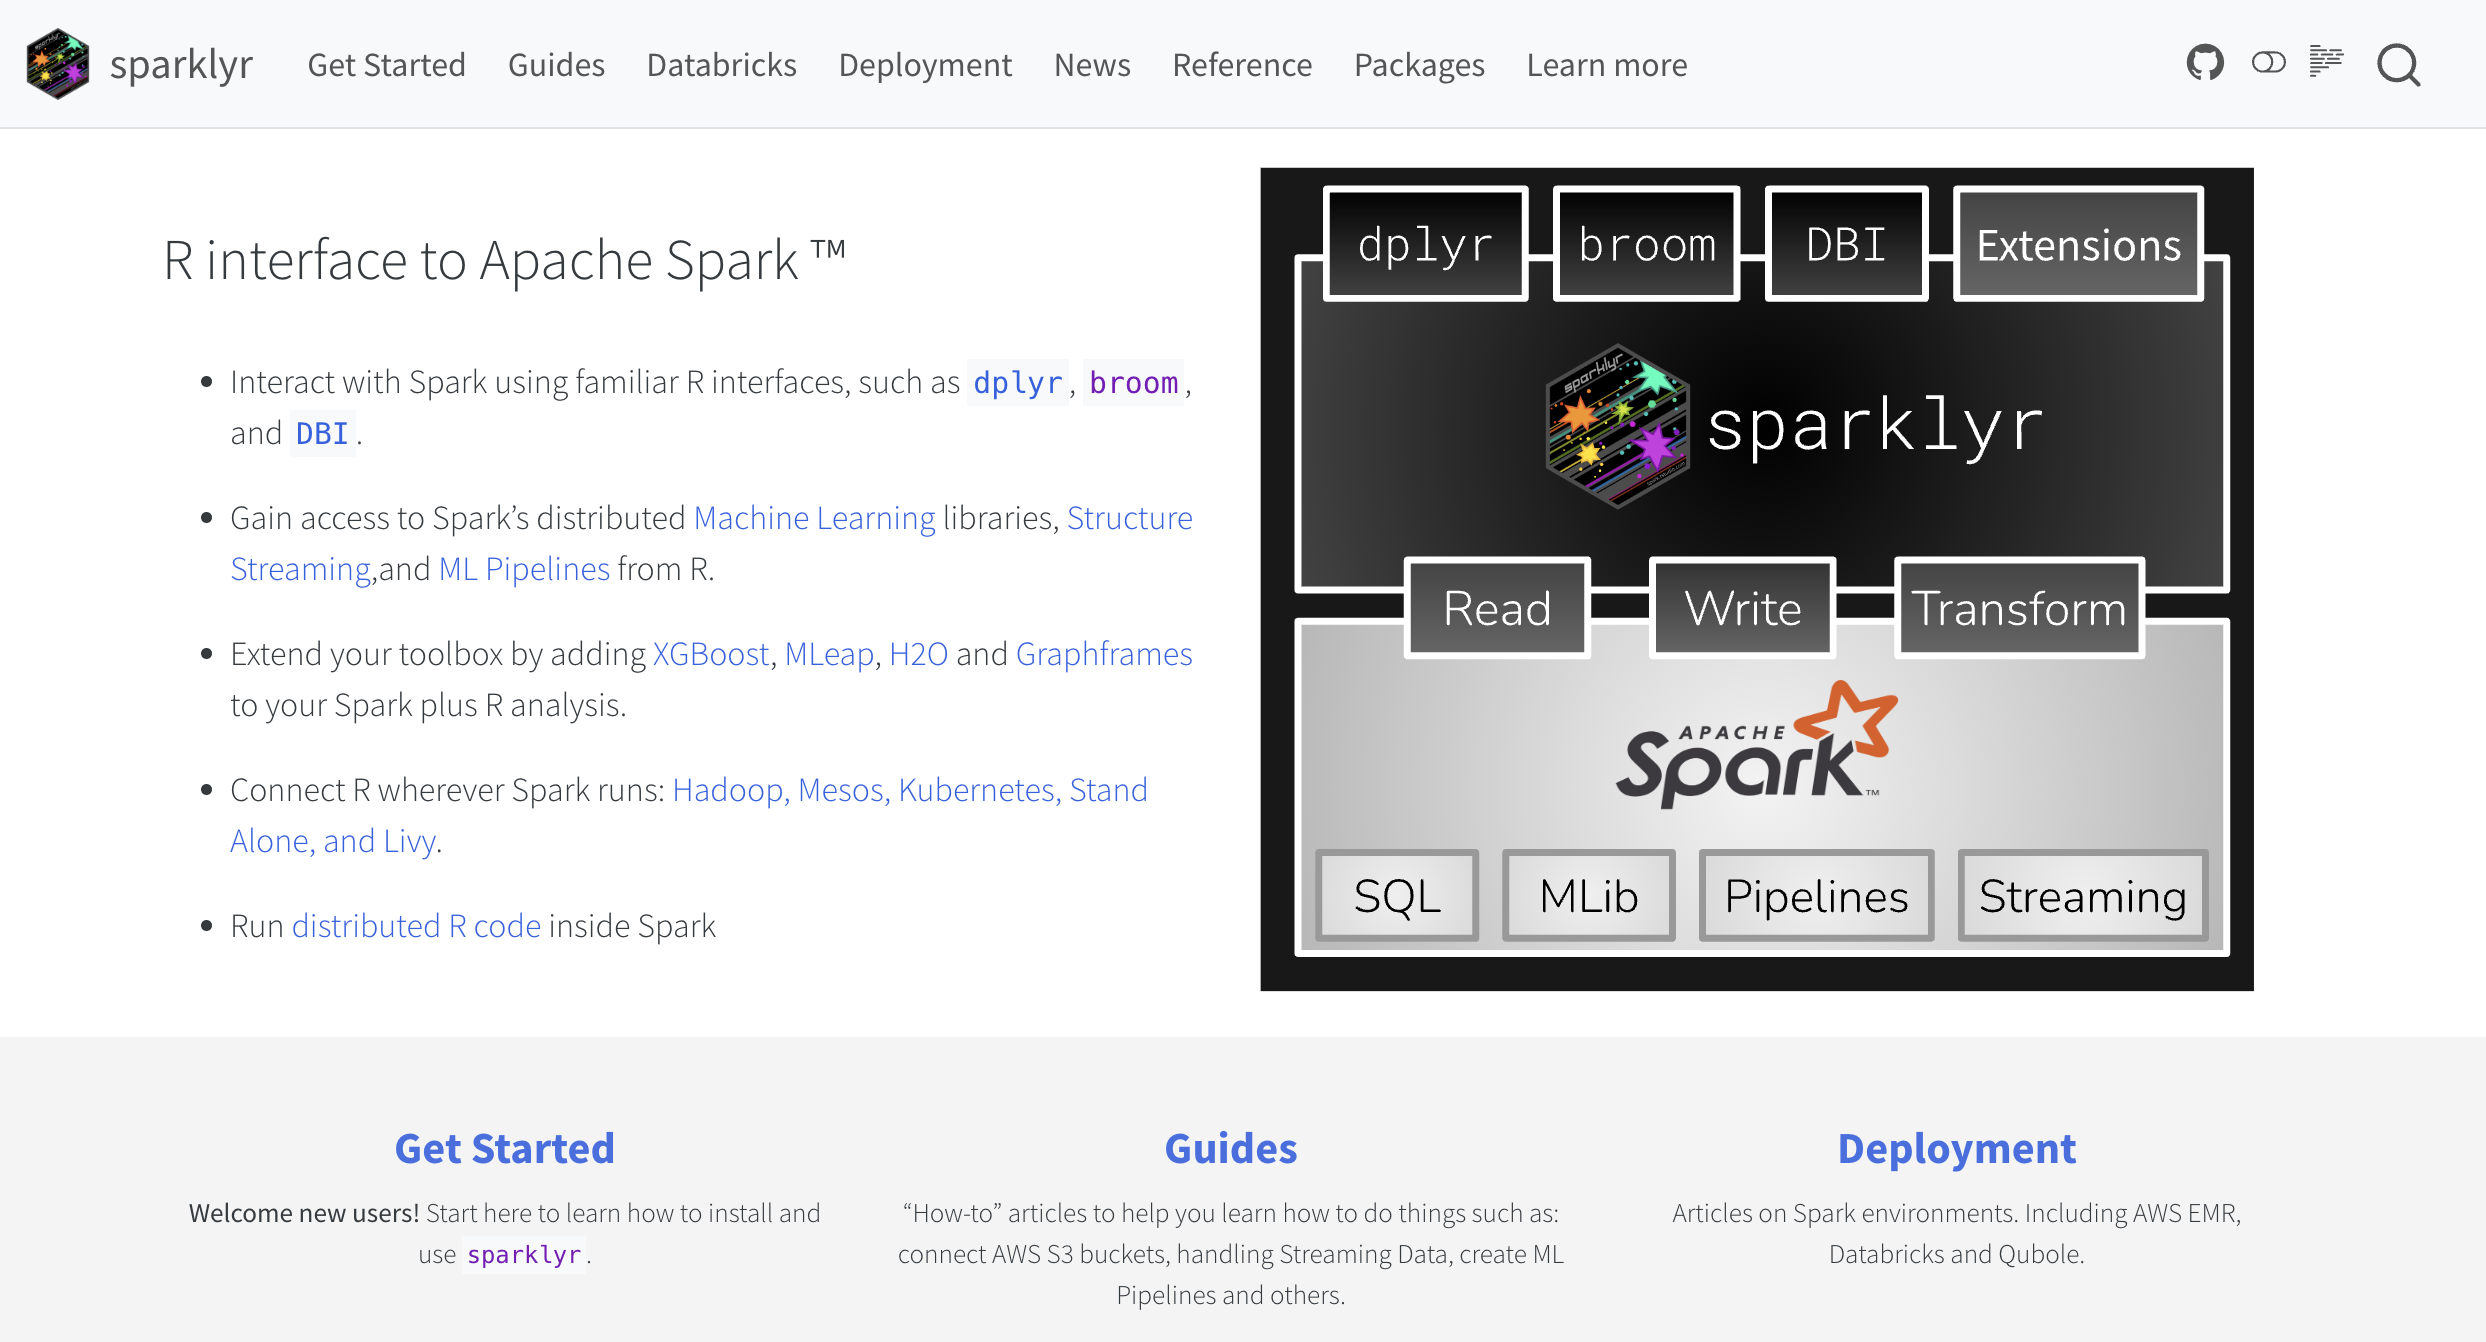 sparklyr Get Started Guides Databricks Deployment News Reference Packages Learn more
R interface to Apache Spark ™
Interact with Spark using familiar R interfaces, such as dplyr, broom,
and DBI.
Gain access to Spark’s distributed Machine Learning libraries, Structure
Streaming,and ML Pipelines from R.
Extend your toolbox by adding XGBoost, MLeap, H2O and Graphframes
to your Spark plus R analysis.
Connect R wherever Spark runs: Hadoop, Mesos, Kubernetes, Stand
Alone, and Livy.
Run distributed R code inside Spark
dplyr broom DBI Extensions
sparklyr
sparklyr
Read Write Transform
APACHE
Spark™
SQL MLib Pipelines Streaming
Get Started
Welcome new users! Start here to learn how to install and
use sparklyr.
Guides
“How-to” articles to help you learn how to do things such as:
connect AWS S3 buckets, handling Streaming Data, create ML
Pipelines and others.
Deployment
Articles on Spark environments. Including AWS EMR,
Databricks and Qubole.